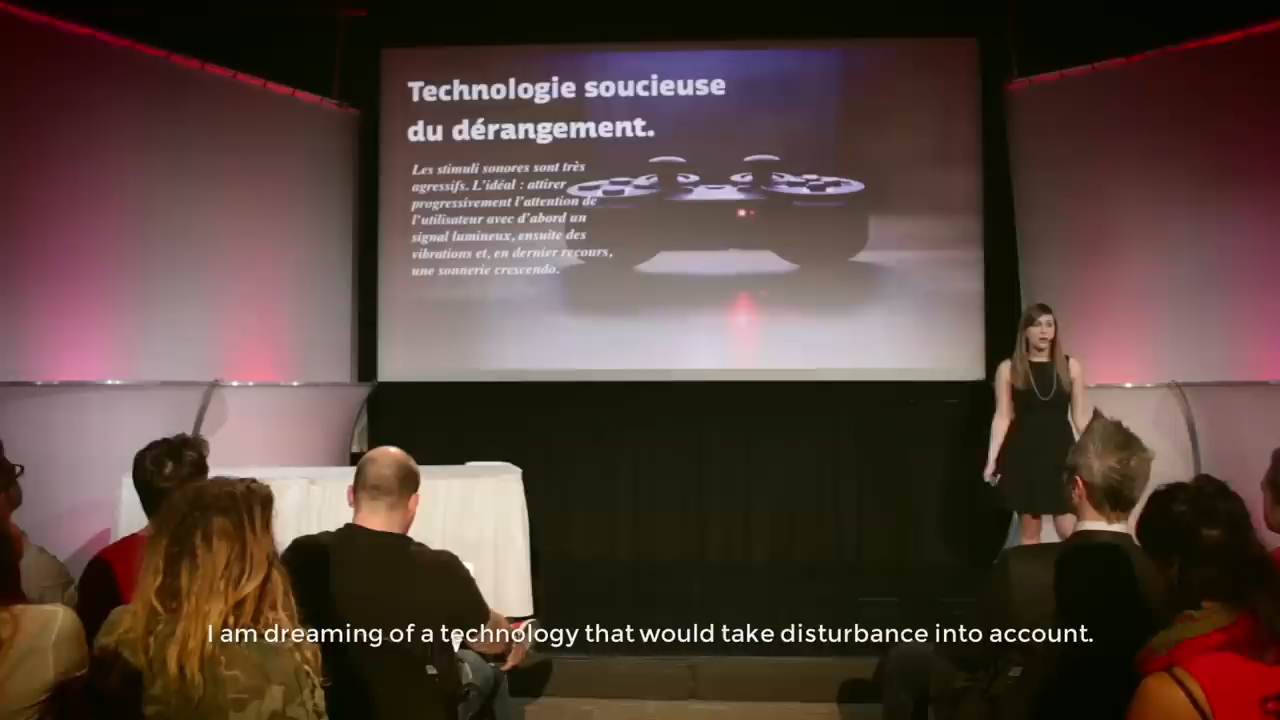 Technologie soucieuse
du dérangement.
Les stimuli sonores sont très
agressifs. L'idéal : attirer
progressivement l'attention de
l'utilisateur avec d'abord un
signal lumineux, ensuite des
vibrations et, en dernier recours,
une sonnerie crescendo.
I am dreaming of a technology that would take disturbance into account.